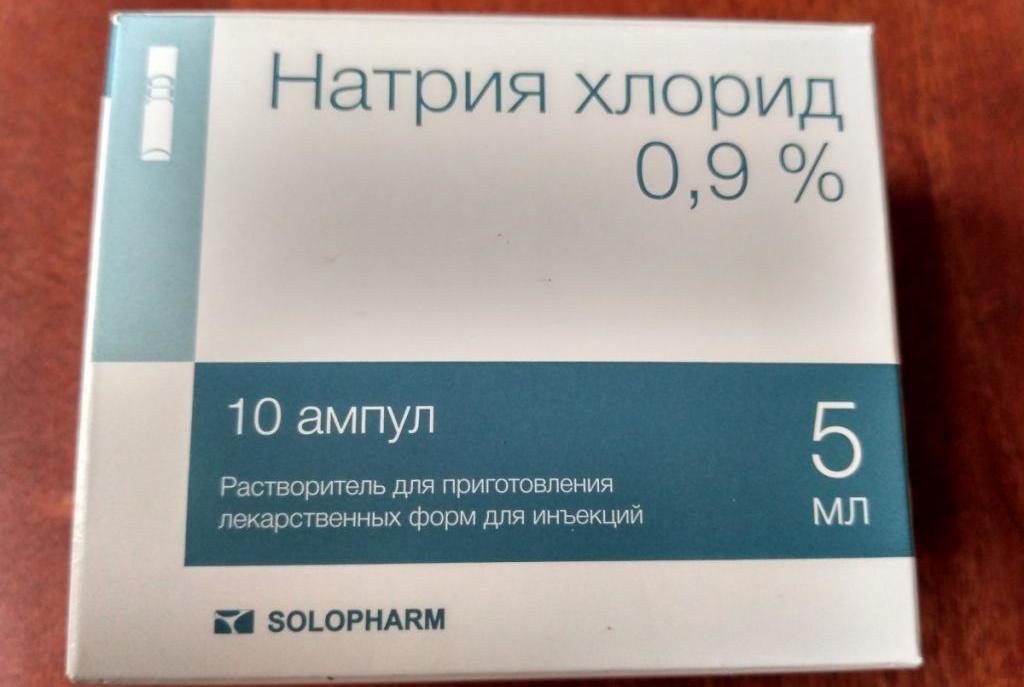 Натрия хлорид
0,9 %
10 ампул
Растворитель для приготовления
лекарственных форм для инъекций
5
мл
SOLOPHARM